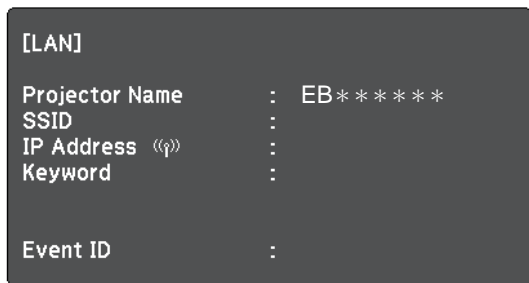 [LAN]
Projector Name : EB******
SSID :
IP Address :
Keyword :
Event ID :